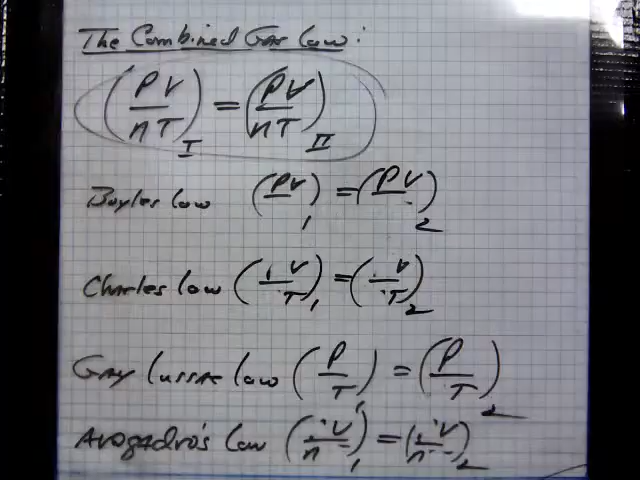 The Combined Gas Law:
(PV/nT)I = (PV/nT)II
Boyles law (PV)1 = (PV)2
Charles law (V/T)1 = (V/T)2
Gay Lussac law (P/T)1 = (P/T)2
Avogadro's Law (V/n)1 = (V/n)2